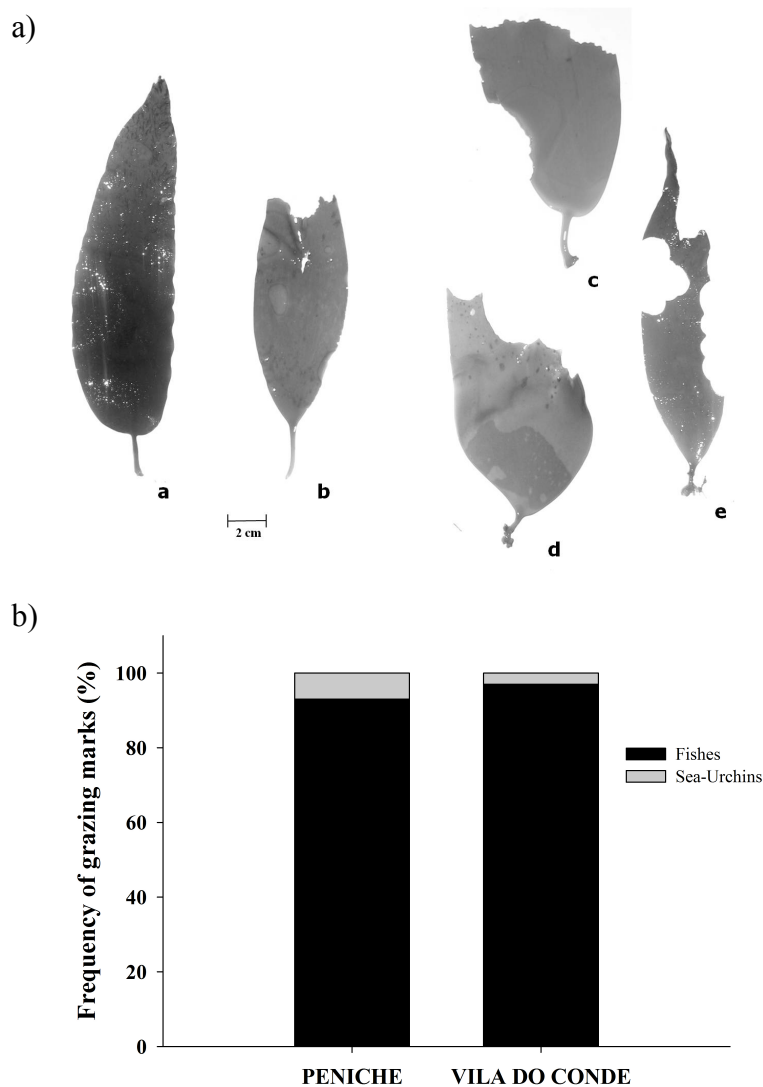 a)
a
b
c
d
e
2 cm
b)
Frequency of grazing marks (%)
100
80
60
40
20
0
PENICHE
VILA DO CONDE
Fishes
Sea-Urchins